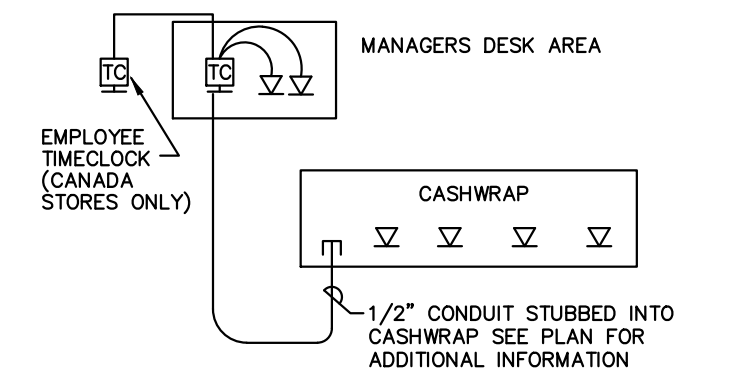 MANAGERS DESK AREA
TC
TC
EMPLOYEE
TIMECLOCK
(CANADA
STORES ONLY)
CASHWRAP
1/2" CONDUIT STUBBED INTO
CASHWRAP SEE PLAN FOR
ADDITIONAL INFORMATION